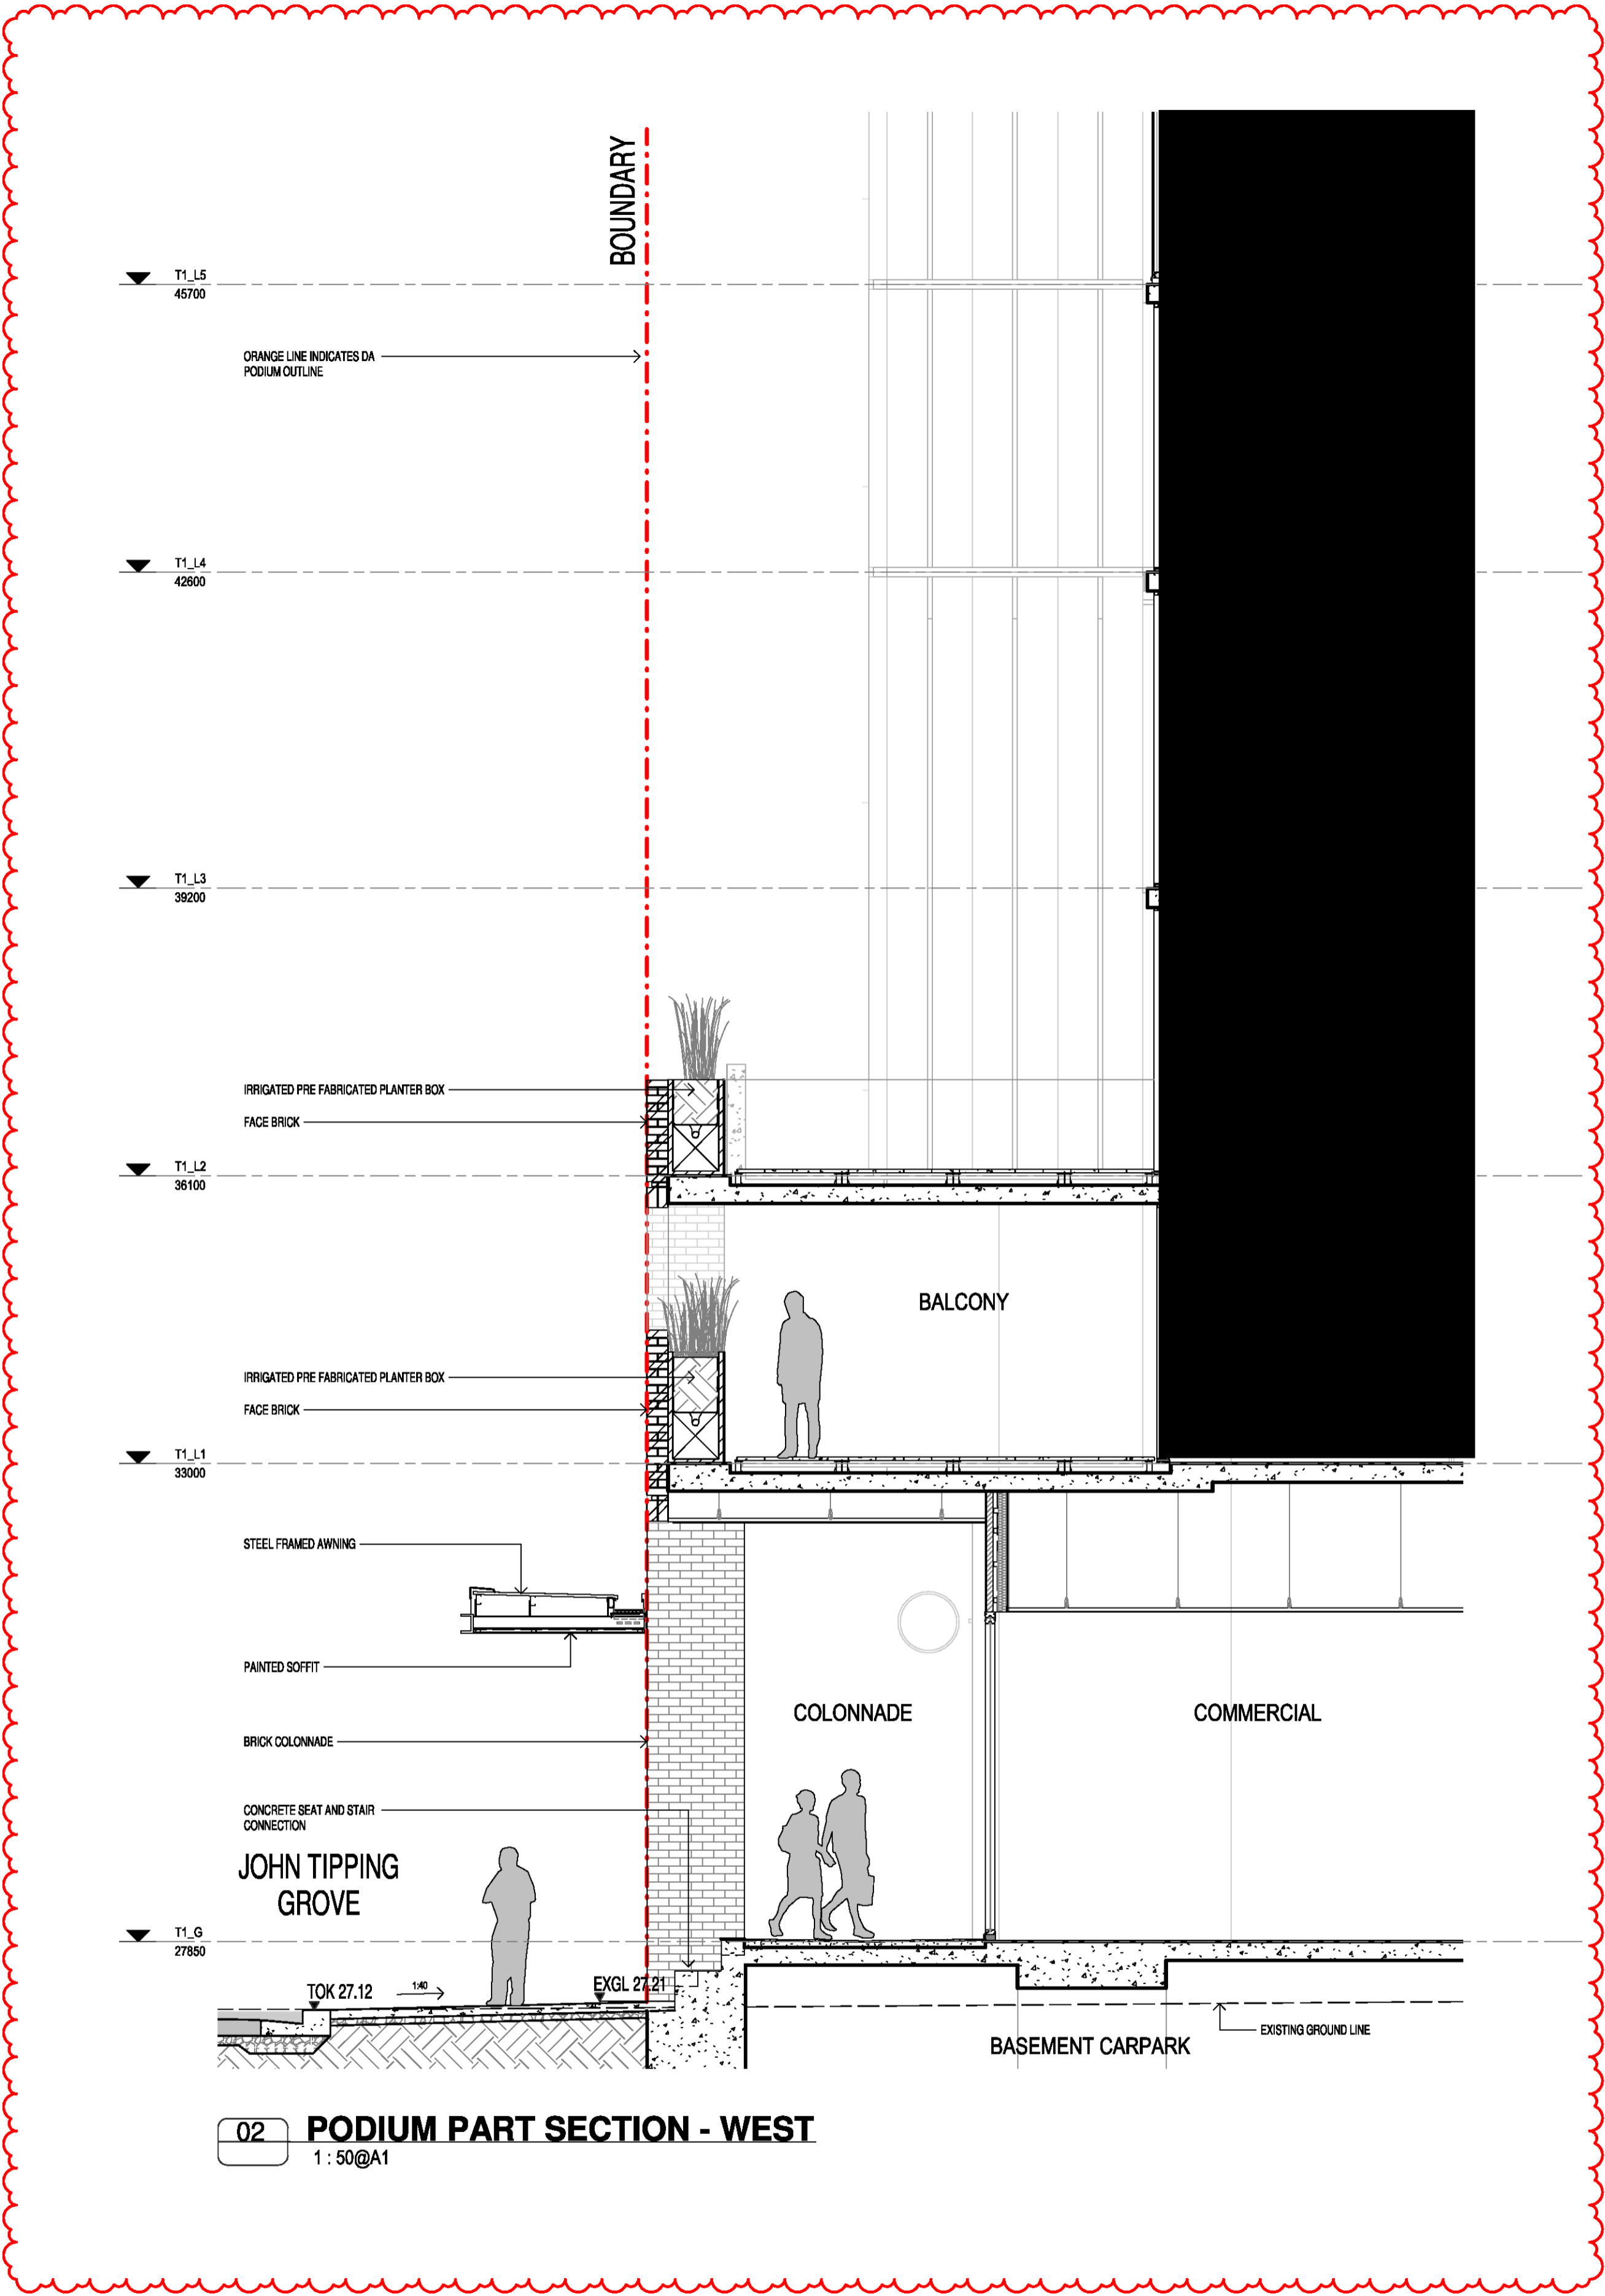 BOUNDARY
T1_L5
45700
ORANGE LINE INDICATES DA
PODIUM OUTLINE
T1_L4
42600
T1_L3
39200
IRRIGATED PRE FABRICATED PLANTER BOX
FACE BRICK
T1_L2
36100
BALCONY
IRRIGATED PRE FABRICATED PLANTER BOX
FACE BRICK
T1_L1
33000
STEEL FRAMED AWNING
PAINTED SOFFIT
COLONNADE
COMMERCIAL
BRICK COLONNADE
CONCRETE SEAT AND STAIR
CONNECTION
JOHN TIPPING
GROVE
T1_G
27850
TOK 27.12
1:40
EXGL 27.21
EXISTING GROUND LINE
BASEMENT CARPARK
02
PODIUM PART SECTION - WEST
1 : 50@A1